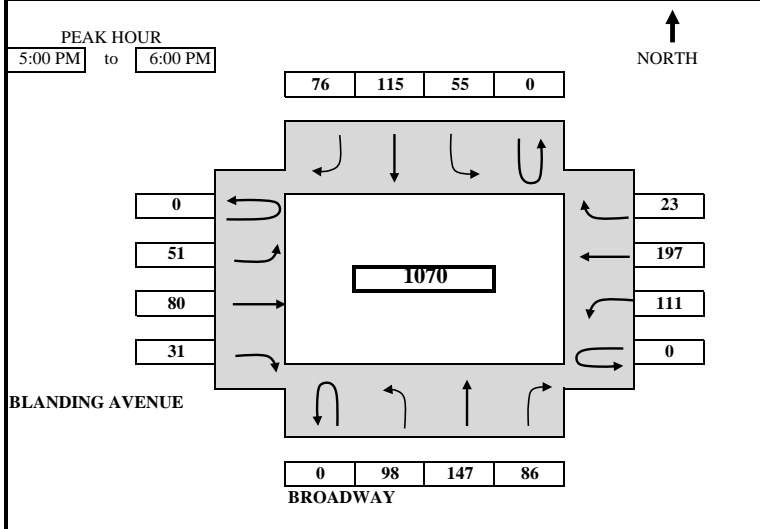 PEAK HOUR
5:00 PM to 6:00 PM
NORTH
76 115 55 0
0 23
51 197
1070
80 111
31 0
BLANDING AVENUE
0 98 147 86
BROADWAY